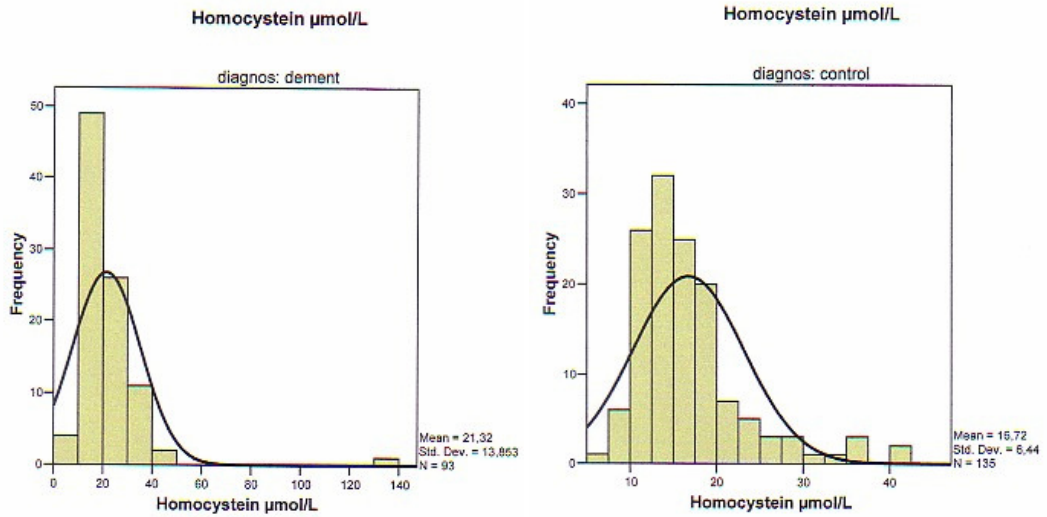 Homocystein µmol/L
diagnos: dement
50
40
30
20
10
0
Frequency
0 20 40 60 80 100 120 140
Homocystein µmol/L
Mean = 21,32
Std. Dev. = 13,853
N = 93
Homocystein µmol/L
diagnos: control
40
30
20
10
0
Frequency
10 20 30 40
Homocystein µmol/L
Mean = 16,72
Std. Dev. = 6,44
N = 135